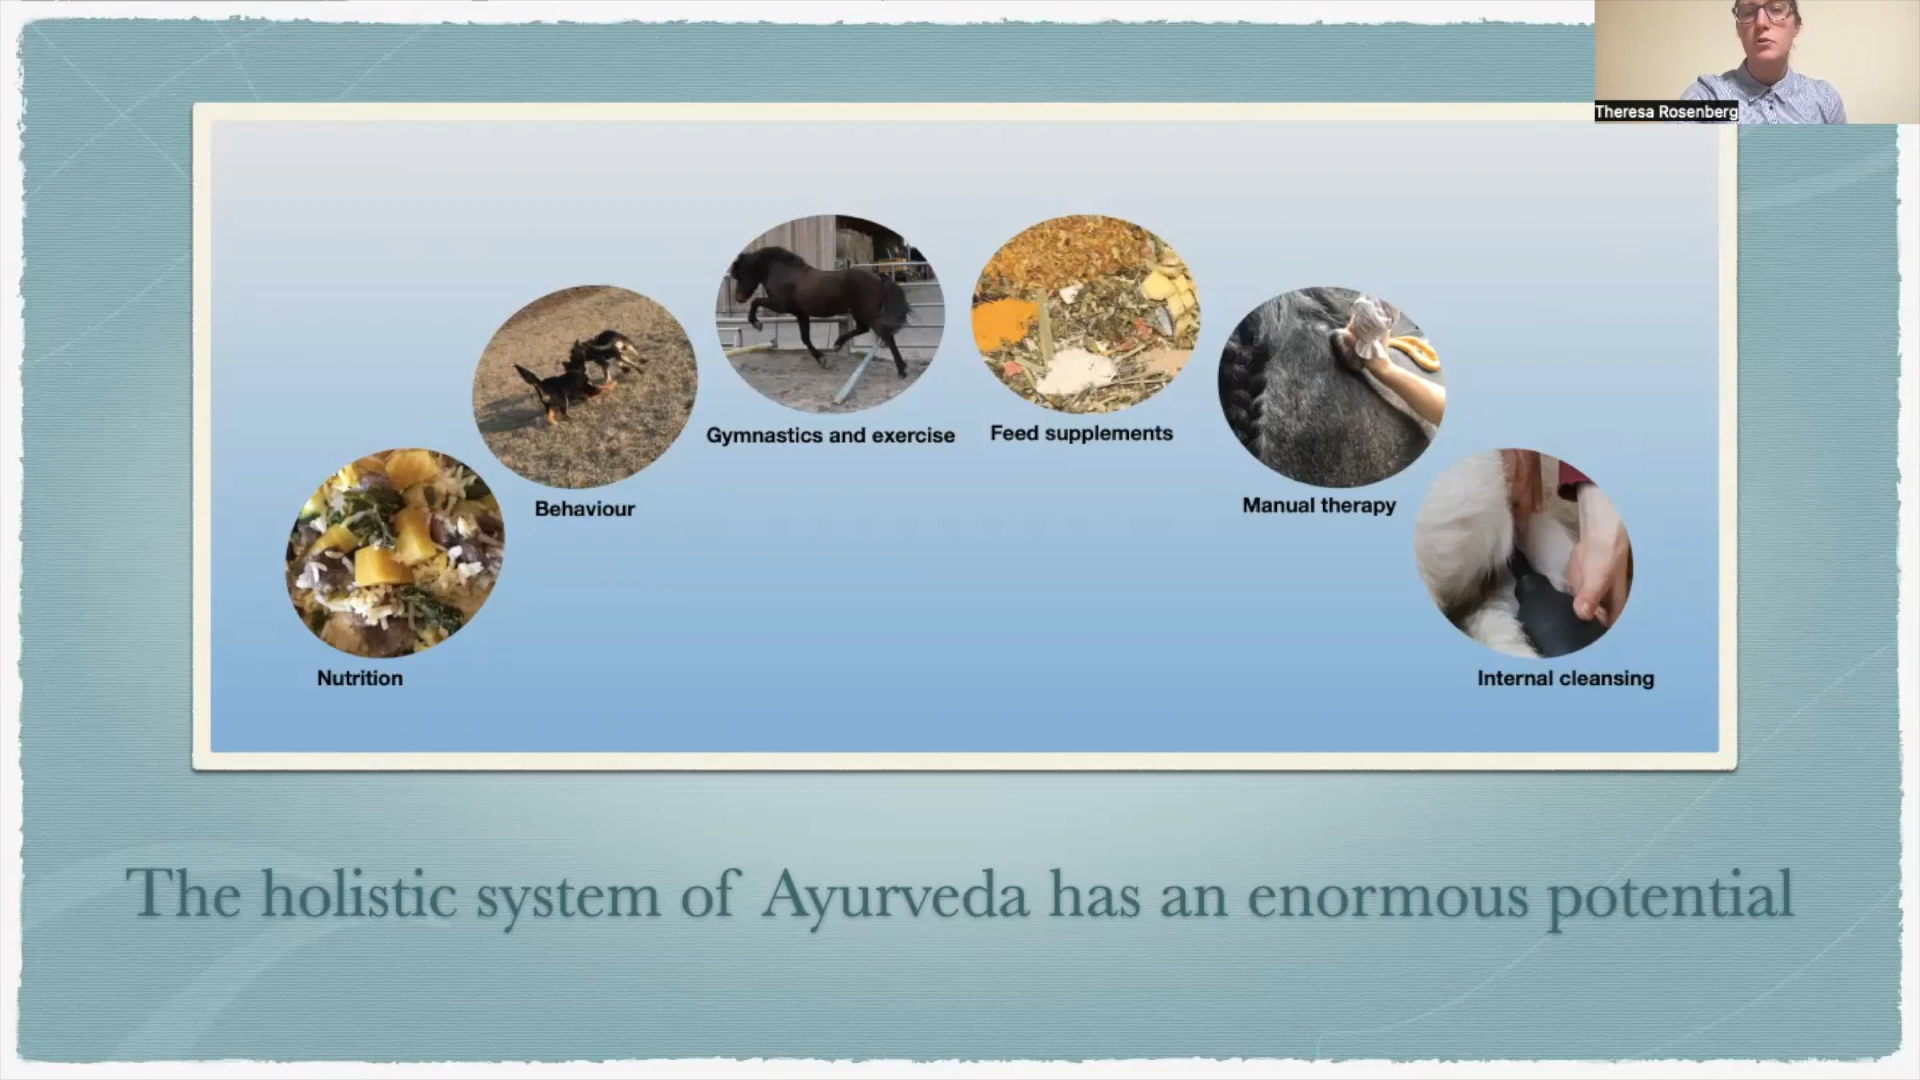 Theresa Rosenberg
Gymnastics and exercise
Feed supplements
Behaviour
Manual therapy
Nutrition
Internal cleansing
The holistic system of Ayurveda has an enormous potential